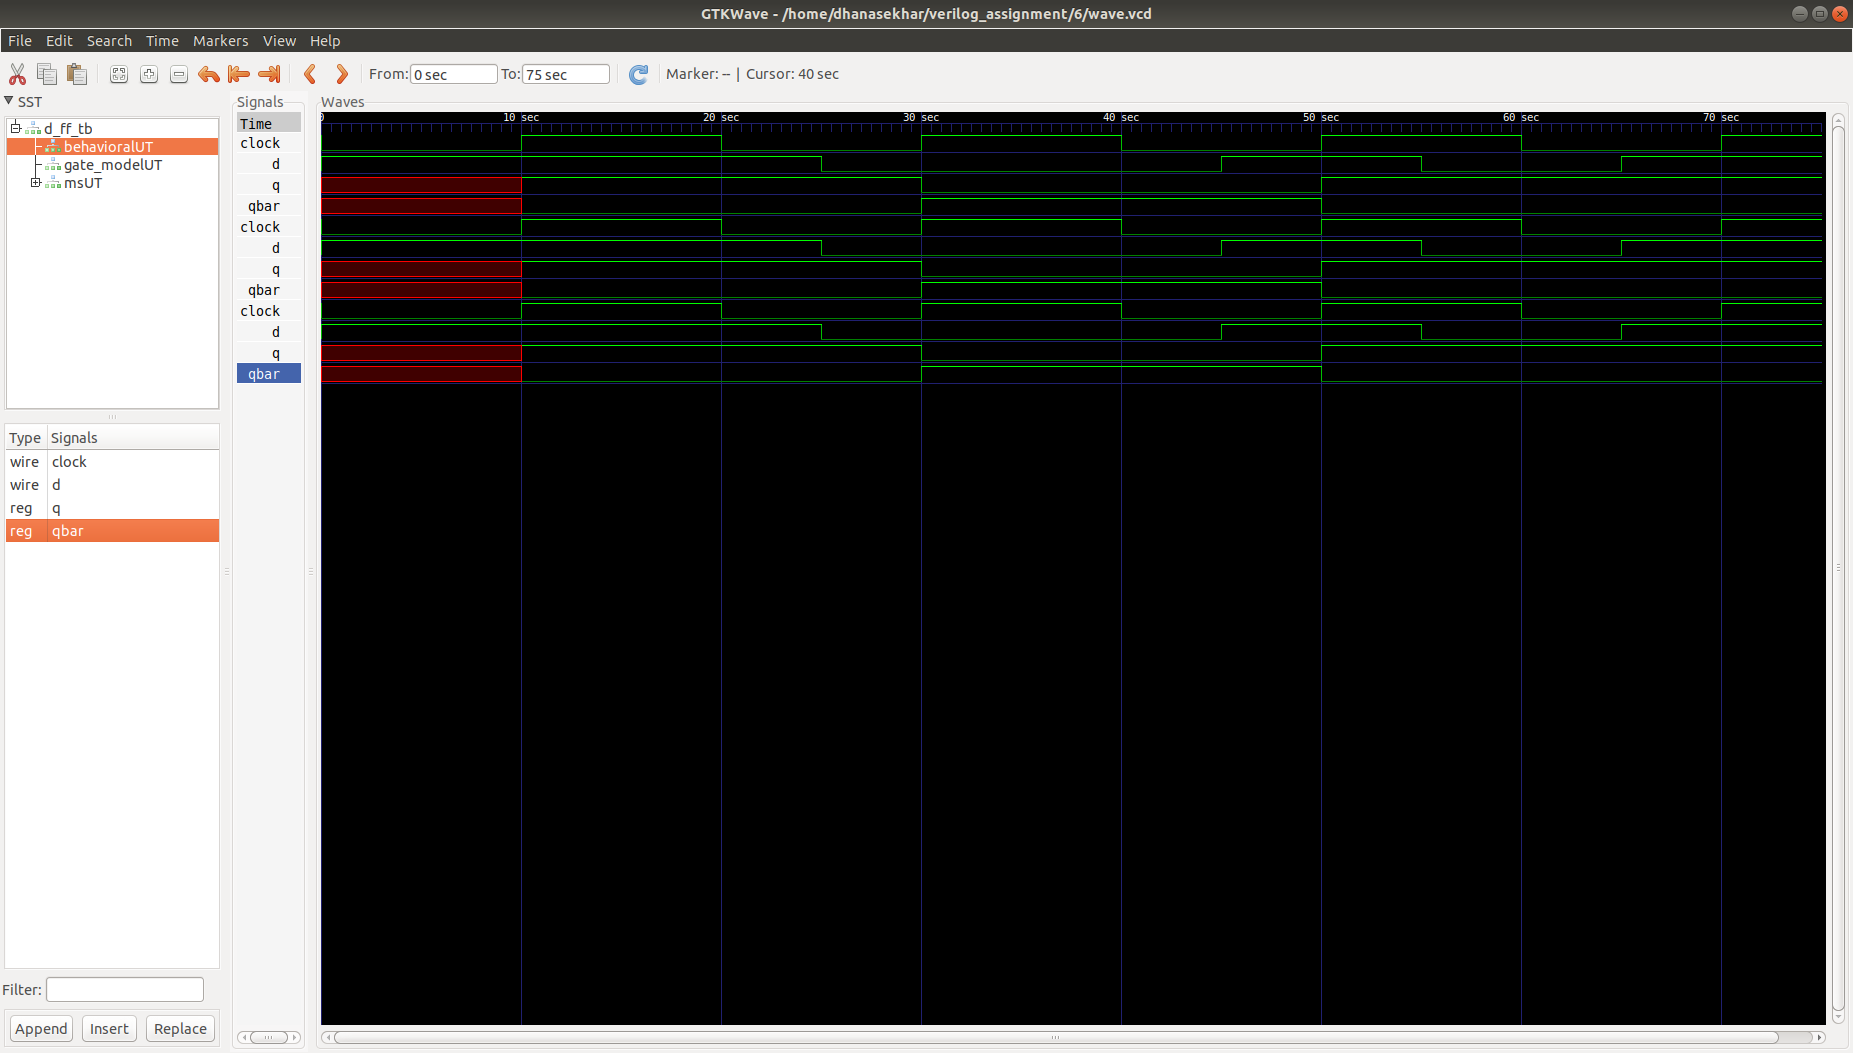 GTKWave - /home/dhanasekhar/verilog_assignment/6/wave.vcd
File Edit Search Time Markers View Help
From: 0 sec To: 75 sec Marker: -- | Cursor: 40 sec
SST
d_ff_tb
behavioralUT
gate_modelUT
msUT
Type Signals
wire clock
wire d
reg q
reg qbar
Filter:
Append Insert Replace
Signals
Time
clock
d
q
qbar
clock
d
q
qbar
clock
d
q
qbar
Waves
0 10 sec 20 sec 30 sec 40 sec 50 sec 60 sec 70 sec